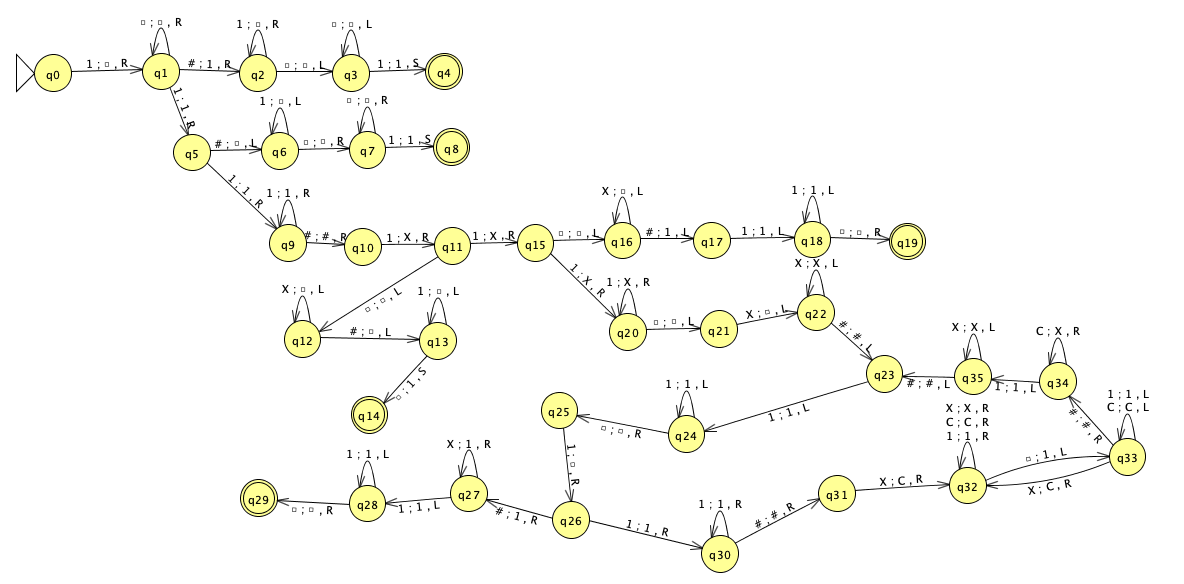 □ ; □ , R
1 ; □ , R
□ ; □ , L
q0
1 ; □ , R
q1
# ; 1 , R
q2
□ ; □ , L
q3
1 ; 1 , S
q4
1 ; 1 , R
1 ; □ , L
□ ; □ , R
q5
# ; □ , L
q6
□ ; □ , R
q7
1 ; 1 , S
q8
1 ; 1 , R
1 ; 1 , R
X ; □ , L
1 ; 1 , L
q9
# ; # , R
q10
1 ; X , R
q11
1 ; X , R
q15
□ ; □ , L
q16
# ; 1 , L
q17
1 ; 1 , L
q18
□ ; □ , R
q19
X ; □ , L
1 ; □ , L
□ ; □ , L
1 ; X , R
1 ; X , R
X ; X , L
q12
# ; □ , L
q13
q20
□ ; □ , L
q21
X ; □ , L
q22
# ; # , L
□ ; 1 , S
q14
X ; X , L
C ; X , R
q23
# ; # , L
q35
1 ; 1 , L
q34
1 ; 1 , L
1 ; 1 , L
q25
□ ; □ , R
q24
X ; X , R
C ; C , R
1 ; 1 , R
# ; # , R
1 ; 1 , L
C ; C , L
1 ; □ , R
1 ; 1 , L
X ; 1 , R
q29
□ ; □ , R
q28
1 ; 1 , L
q27
# ; 1 , R
q26
1 ; 1 , R
1 ; 1 , R
q30
# ; # , R
q31
X ; C , R
q32
□ ; 1 , L
X ; C , R
q33